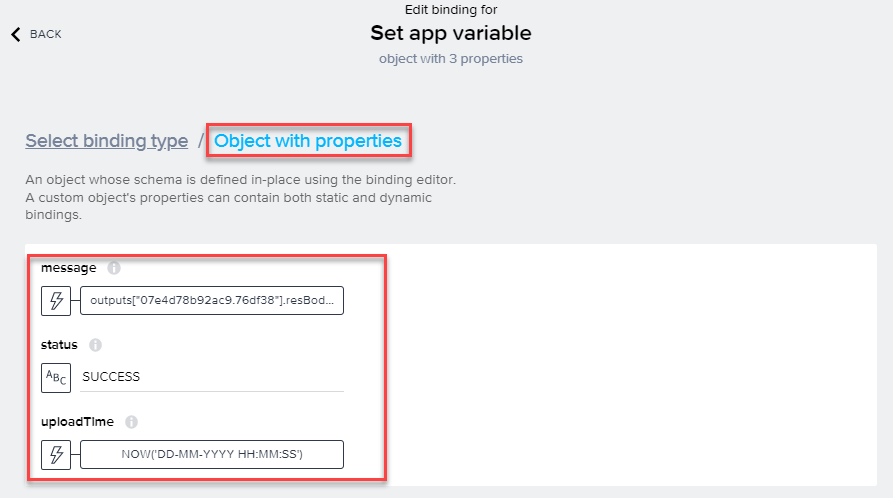 Edit binding for
BACK
Set app variable
object with 3 properties
Select binding type / Object with properties
An object whose schema is defined in-place using the binding editor.
A custom object's properties can contain both static and dynamic
bindings.
message
outputs["07e4d78b92ac9.76df38"].resBod...
status
ABC SUCCESS
uploadTime
NOW('DD-MM-YYYY HH:MM:SS')